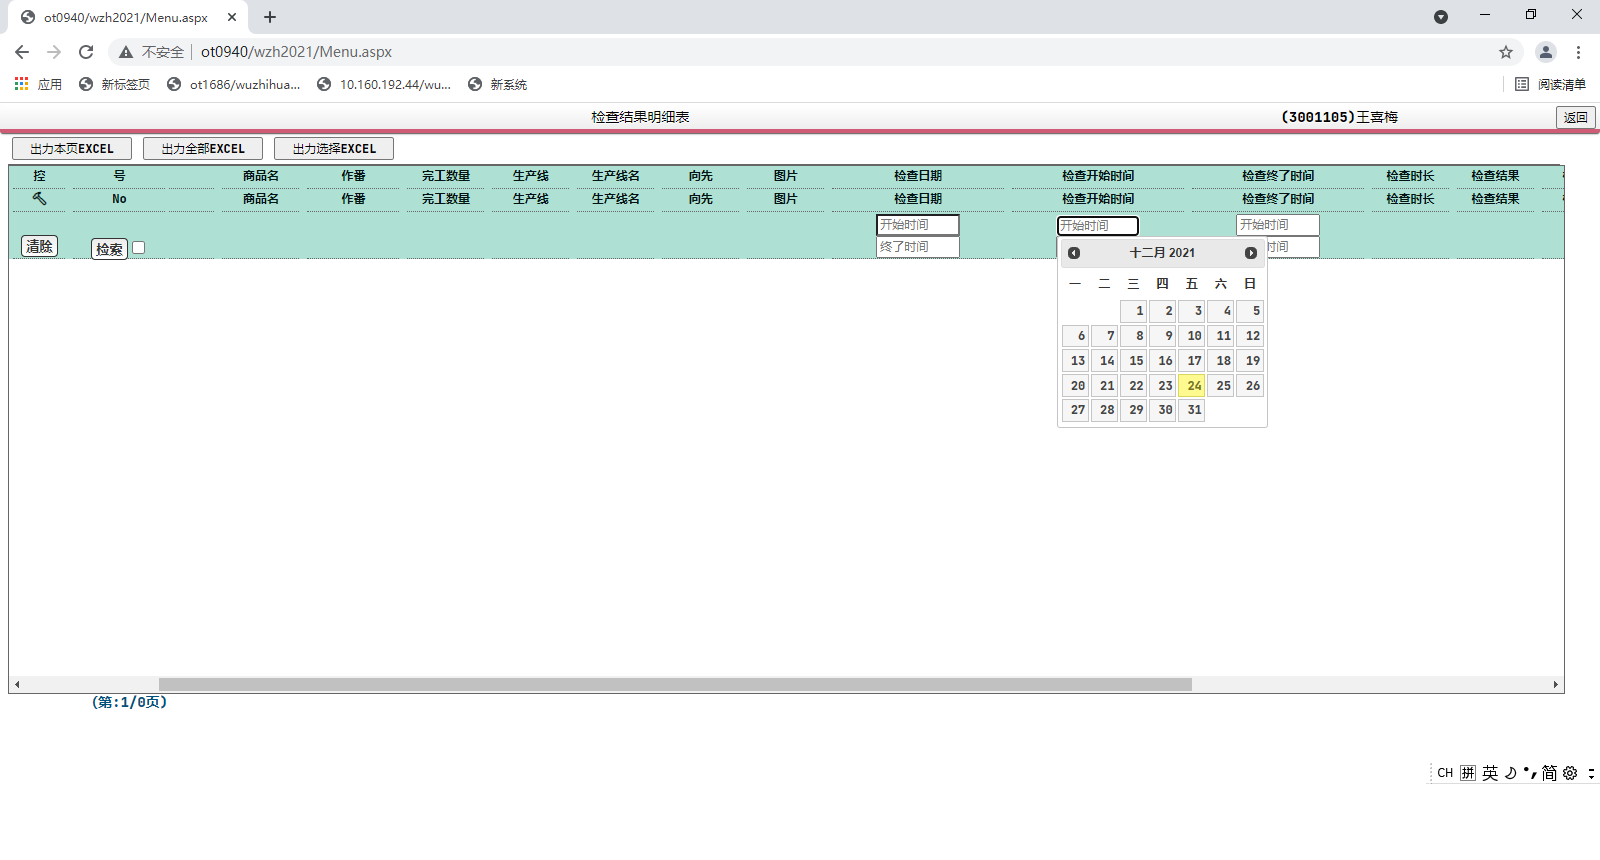 ot0940/wzh2021/Menu.aspx
不安全 ot0940/wzh2021/Menu.aspx
应用 新标签页 ot1686/wuzhihua... 10.160.192.44/wu... 新系统 阅读清单
检查结果明细表 (3001105)王喜梅 返回
出力本页EXCEL 出力全部EXCEL 出力选择EXCEL
控 号 商品名 作番 完工数量 生产线 生产线名 向先 图片 检查日期 检查开始时间 检查终了时间 检查时长 检查结果
No 商品名 作番 完工数量 生产线 生产线名 向先 图片 检查日期 检查开始时间 检查终了时间 检查时长 检查结果
开始时间 开始时间 开始时间
清除 检索 终了时间 时间
十二月 2021
一 二 三 四 五 六 日
1 2 3 4 5
6 7 8 9 10 11 12
13 14 15 16 17 18 19
20 21 22 23 24 25 26
27 28 29 30 31
(第:1/0页)
CH 拼 英 简